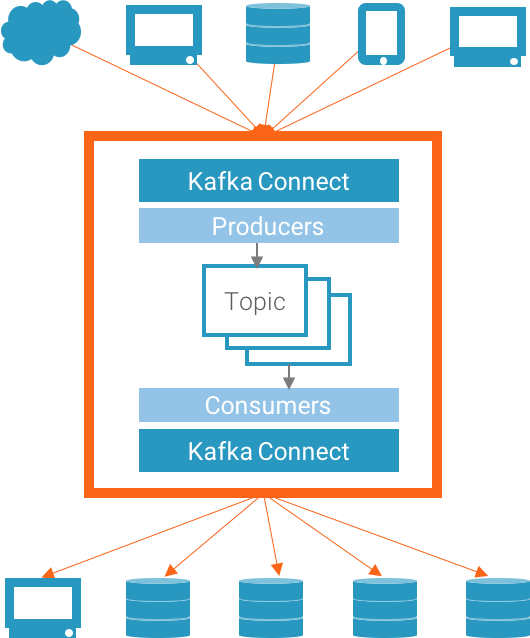 Kafka Connect
Producers
Topic
Consumers
Kafka Connect